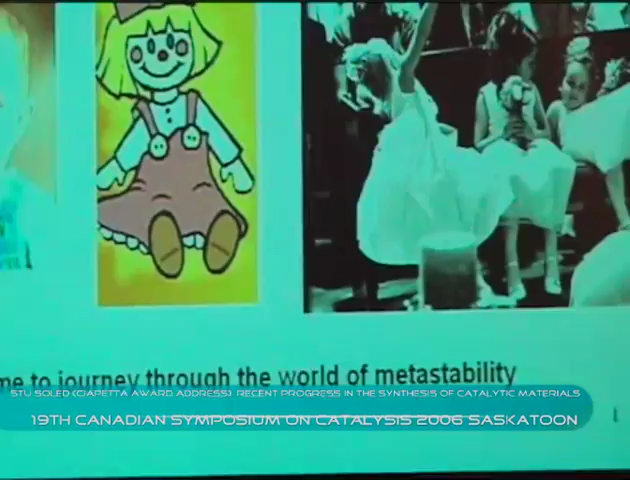 me to journey through the world of metastability
STU SOLED (CIAPETTA AWARD ADDRESS): RECENT PROGRESS IN THE SYNTHESIS OF CATALYTIC MATERIALS
19TH CANADIAN SYMPOSIUM ON CATALYSIS 2006 SASKATOON